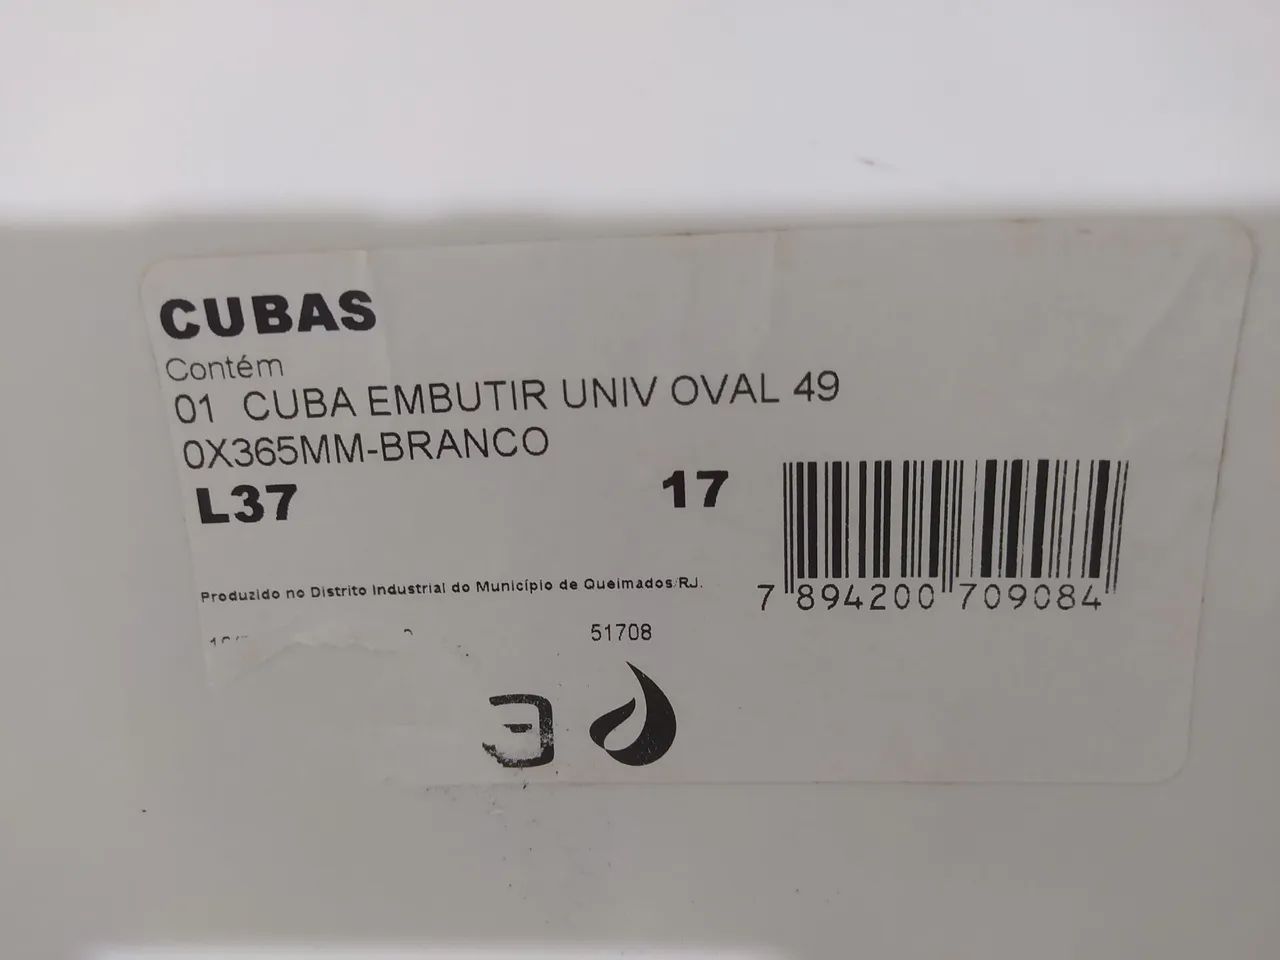 CUBAS
Contém
01 CUBA EMBUTIR UNIV OVAL 49
0X365MM-BRANCO
L37
17
7 894200 709084
Produzido no Distrito Industrial do Município de Queimados/RJ.
51708